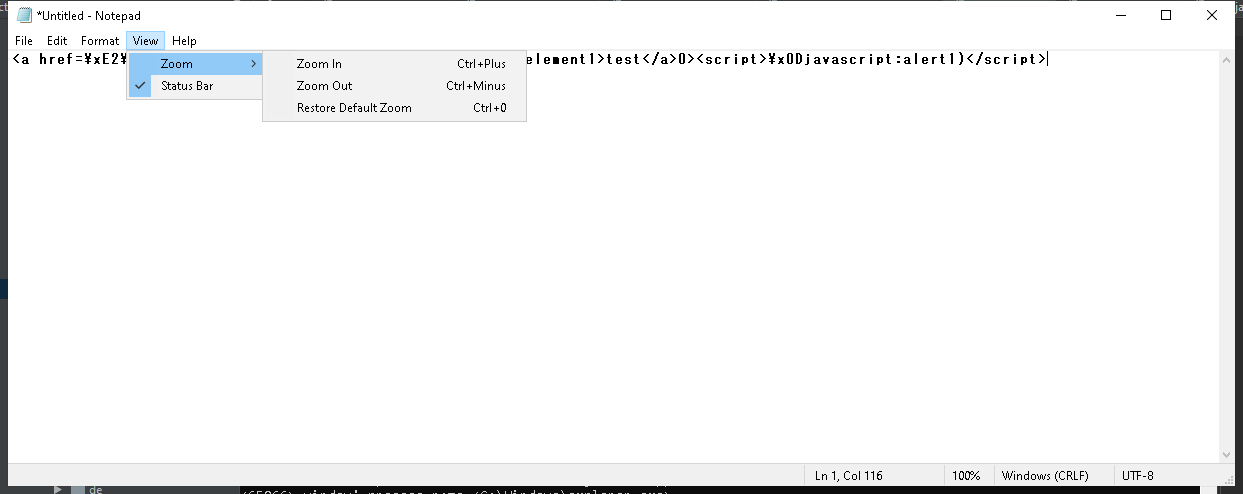 *Untitled - Notepad
File Edit Format View Help
<a href=¥xE2¥ element1>test</a>0><script>¥x0Djavascript:alert1)</script>
Zoom > Zoom In Ctrl+Plus
Status Bar Zoom Out Ctrl+Minus
Restore Default Zoom Ctrl+0
Ln 1, Col 116 100% Windows (CRLF) UTF-8
de